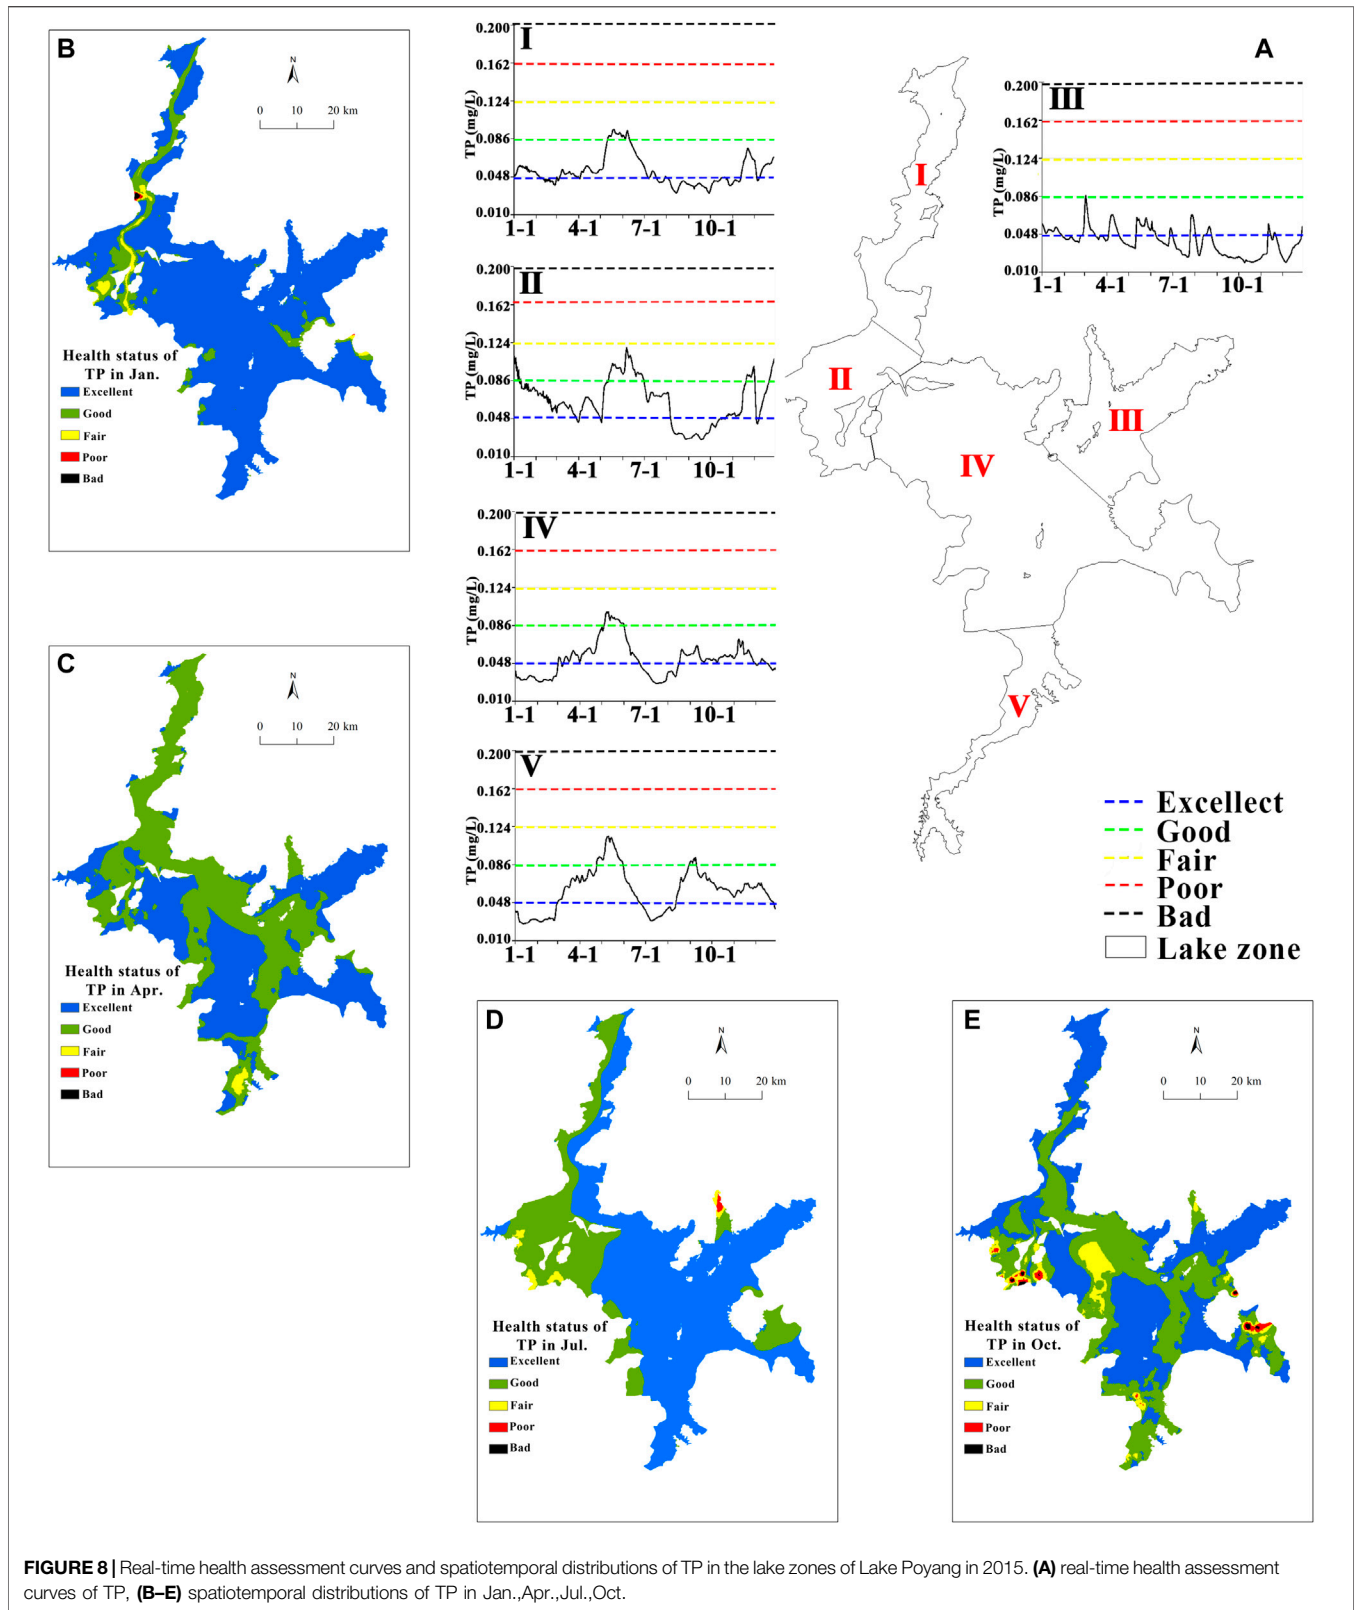 B
N
0 10 20 km
Health status of
TP in Jan.
Excellent
Good
Fair
Poor
Bad
I
TP (mg/L)
0.200
0.162
0.124
0.086
0.048
0.010
1-1 4-1 7-1 10-1
II
TP (mg/L)
0.200
0.162
0.124
0.086
0.048
0.010
1-1 4-1 7-1 10-1
IV
TP (mg/L)
0.200
0.162
0.124
0.086
0.048
0.010
1-1 4-1 7-1 10-1
V
TP (mg/L)
0.200
0.162
0.124
0.086
0.048
0.010
1-1 4-1 7-1 10-1
A
III
TP (mg/L)
0.200
0.162
0.124
0.086
0.048
0.010
1-1 4-1 7-1 10-1
I
II
III
IV
V
Excellect
Good
Fair
Poor
Bad
Lake zone
C
N
0 10 20 km
Health status of
TP in Apr.
Excellent
Good
Fair
Poor
Bad
D
N
0 10 20 km
Health status of
TP in Jul.
Excellent
Good
Fair
Poor
Bad
E
N
0 10 20 km
Health status of
TP in Oct.
Excellent
Good
Fair
Poor
Bad
FIGURE 8 | Real-time health assessment curves and spatiotemporal distributions of TP in the lake zones of Lake Poyang in 2015. (A) real-time health assessment
curves of TP, (B–E) spatiotemporal distributions of TP in Jan.,Apr.,Jul.,Oct.